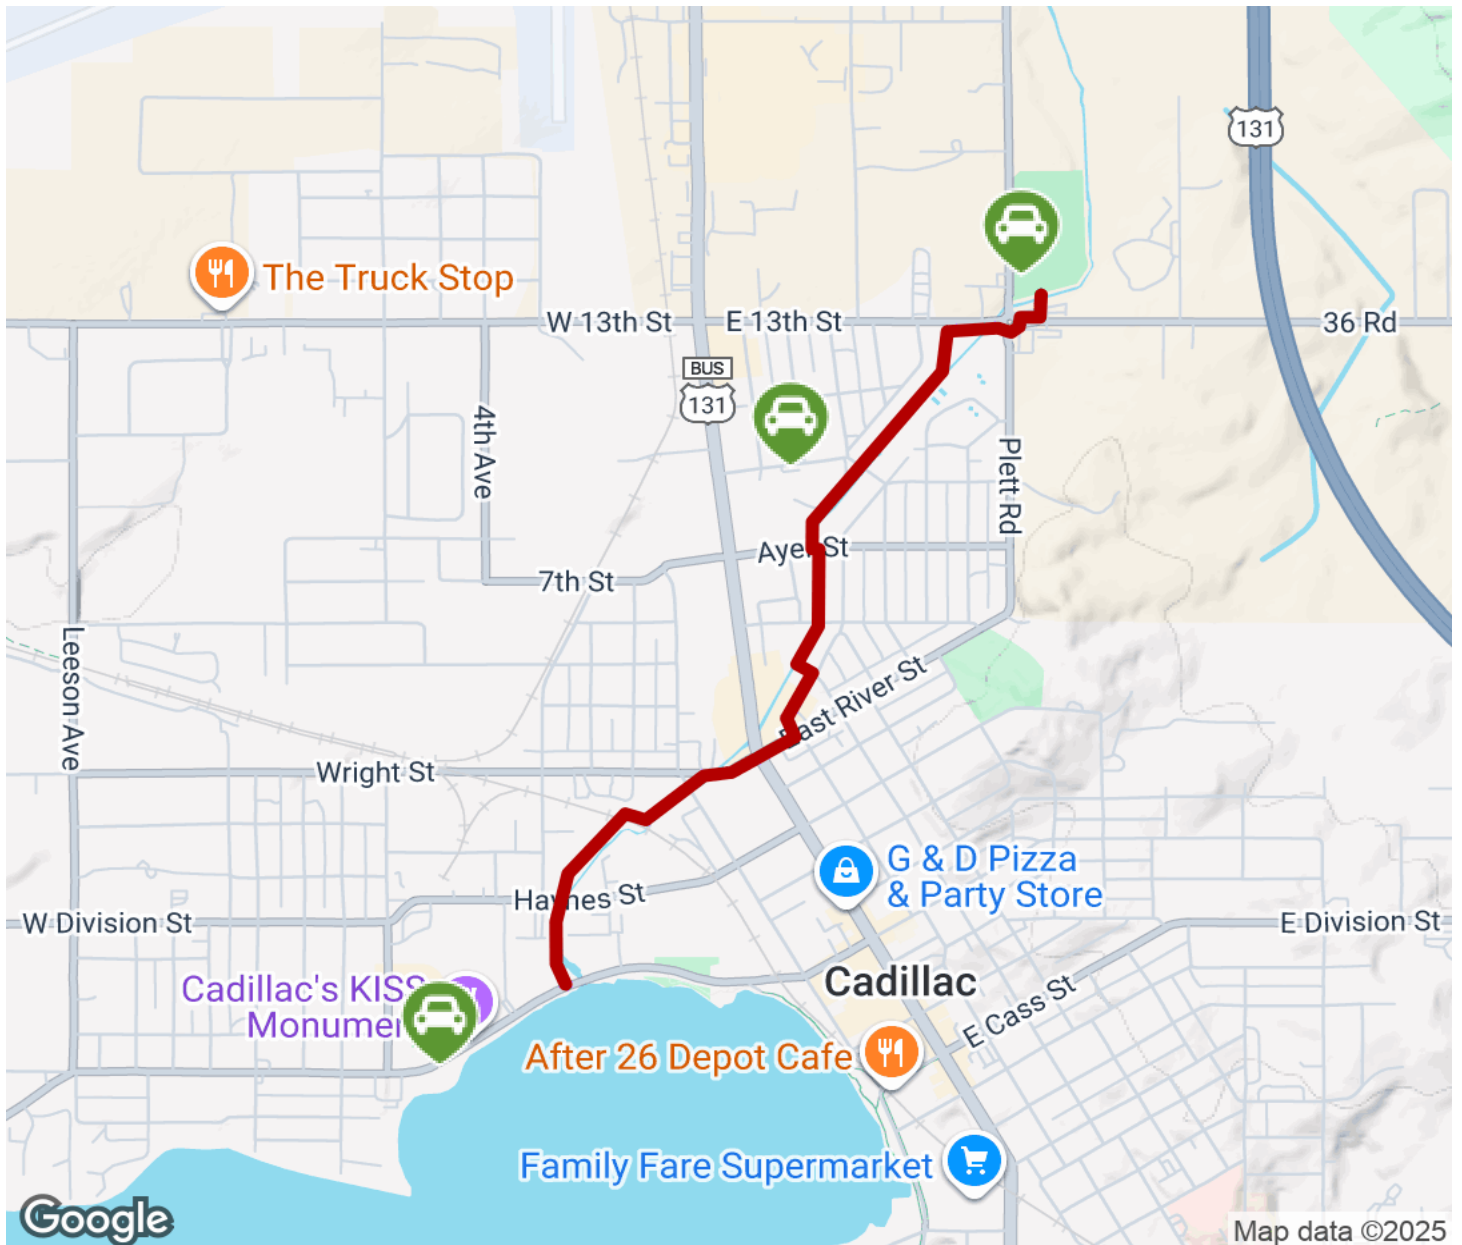 131
The Truck Stop
W 13th St
E 13th St
36 Rd
BUS
131
4th Ave
Plett Rd
Ayer St
7th St
Leeson Ave
East River St
Wright St
G & D Pizza
& Party Store
Haynes St
W Division St
E Division St
Cadillac's KISS
Monument
Cadillac
E Cass St
After 26 Depot Cafe
Family Fare Supermarket
Google
Map data ©2025